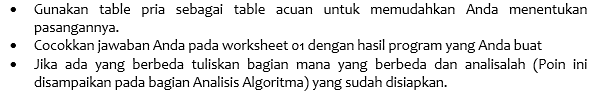 • Gunakan table pria sebagai table acuan untuk memudahkan Anda menentukan
pasangannya.
• Cocokkan jawaban Anda pada worksheet 01 dengan hasil program yang Anda buat
• Jika ada yang berbeda tuliskan bagian mana yang berbeda dan analisalah (Poin ini
disampaikan pada bagian Analisis Algoritma) yang sudah disiapkan.